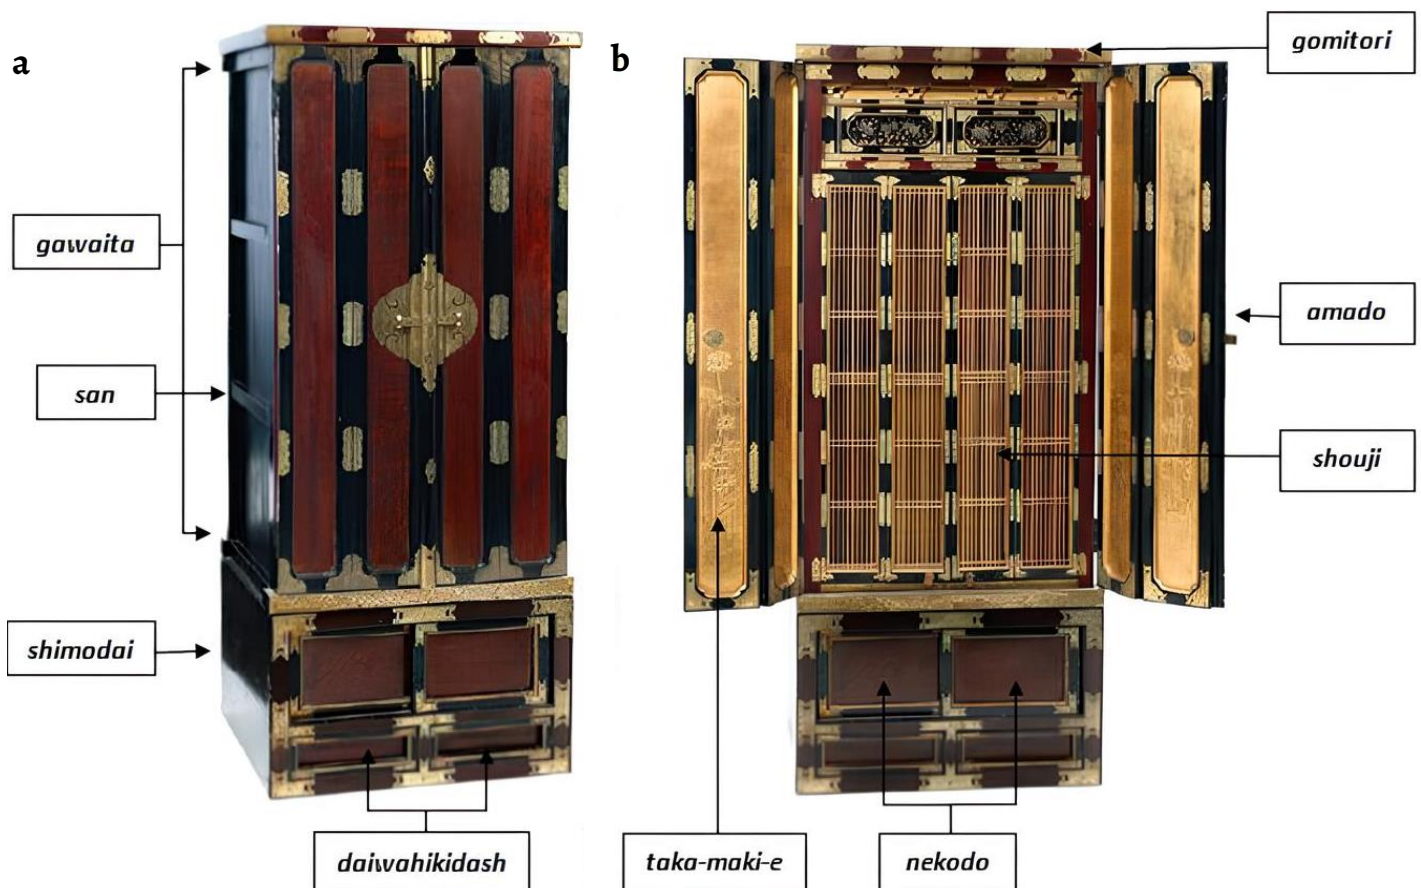 a
gawaita
san
shimodai
daiwahikidash
b
gomitori
amado
shouji
taka-maki-e
nekodo